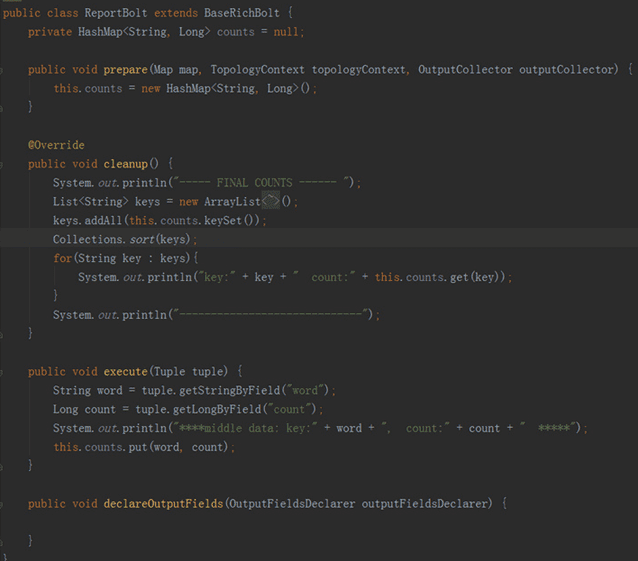 public class ReportBolt extends BaseRichBolt {
private HashMap<String, Long> counts = null;
public void prepare(Map map, TopologyContext topologyContext, OutputCollector outputCollector) {
this.counts = new HashMap<String, Long>();
}
@Override
public void cleanup() {
System.out.println("----- FINAL COUNTS ------ ");
List<String> keys = new ArrayList<~>();
keys.addAll(this.counts.keySet());
Collections.sort(keys);
for(String key : keys){
System.out.println("key:" + key + "  count:" + this.counts.get(key));
}
System.out.println("-----------------------------");
}
public void execute(Tuple tuple) {
String word = tuple.getStringByField("word");
Long count = tuple.getLongByField("count");
System.out.println("****middle data: key:" + word + ",  count:" + count + "  *****");
this.counts.put(word, count);
}
public void declareOutputFields(OutputFieldsDeclarer outputFieldsDeclarer) {
}
}